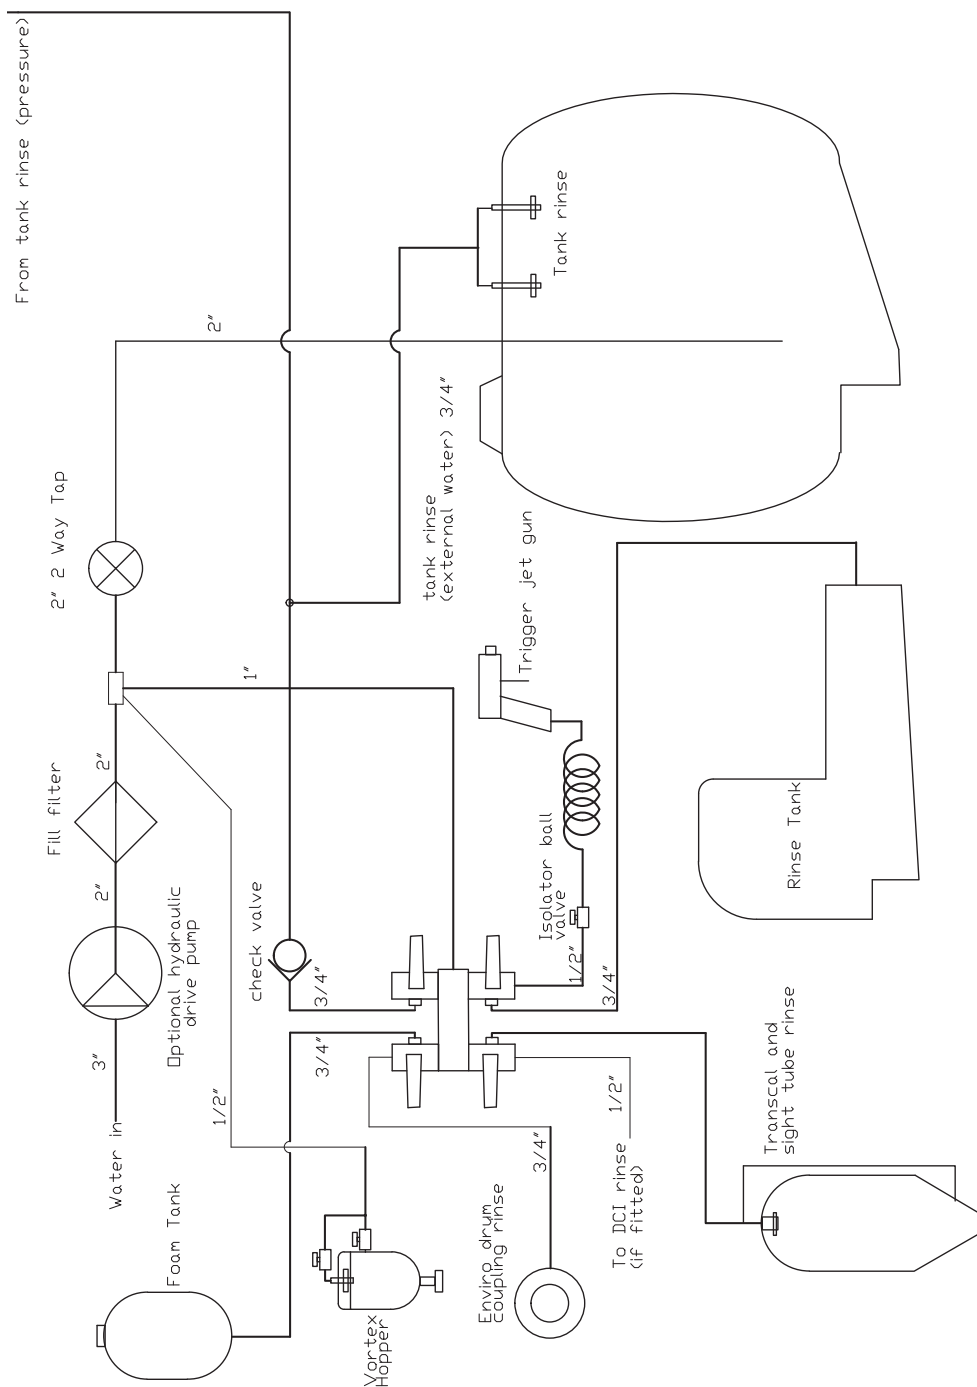 From tank rinse (pressure)
Tank rinse
2"
tank rinse
(external water) 3/4"
2" 2 Way Tap
Trigger jet gun
1"
2"
Fill filter
Rinse Tank
Isolator ball
valve
2"
Optional hydraulic
drive pump
check valve
1/2"
3/4"
3/4"
3/4"
3"
1/2"
1/2"
Transcal and
sight tube rinse
Water in
3/4"
To DCI rinse
(if fitted)
Foam Tank
Enviro drum
Coupling rinse
Vortex
Hopper